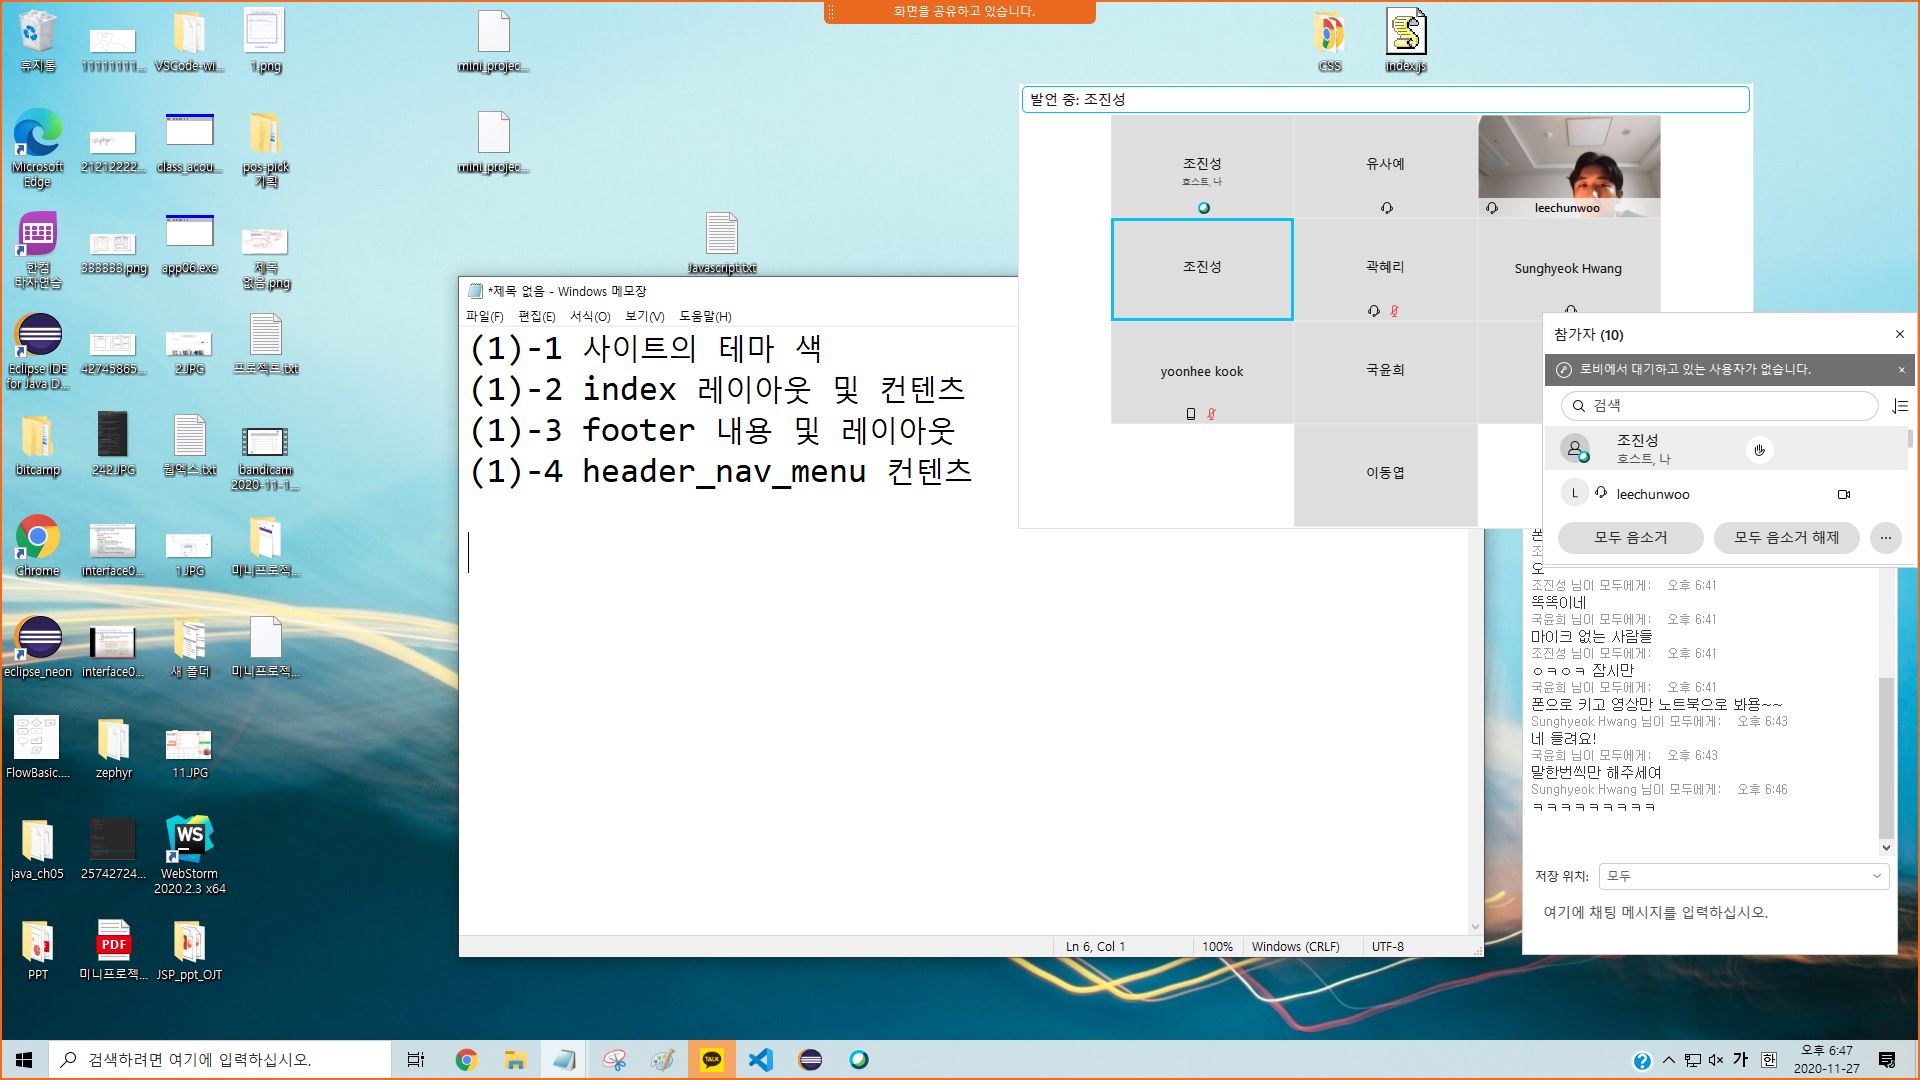 화면을 공유하고 있습니다.
휴지통
11111111...
VSCode-wi...
1.png
mini_projec...
CSS
index.js
Microsoft
Edge
21212222...
class_acou...
pos-pick
기획
mini_projec...
한컴
타자연습
333333.png
app06.exe
제목
없음.png
Javascript.txt
Eclipse IDE
for Java D...
42745865...
2.JPG
프로젝트.txt
bitcamp
242.JPG
웹엑스.txt
bandicam
2020-11-1...
Chrome
interface0...
1.JPG
미니프로젝...
eclipse_neon
interface0...
새 폴더
미니프로젝...
FlowBasic....
zephyr
11.JPG
java_ch05
25742724...
WS
WebStorm
2020.2.3 x64
PPT
PDF
미니프로젝...
JSP_ppt_OJT
*제목 없음 - Windows 메모장
파일(F) 편집(E) 서식(O) 보기(V) 도움말(H)
(1)-1 사이트의 테마 색
(1)-2 index 레이아웃 및 컨텐츠
(1)-3 footer 내용 및 레이아웃
(1)-4 header_nav_menu 컨텐츠
Ln 6, Col 1
100%
Windows (CRLF)
UTF-8
발언 중: 조진성
조진성
호스트, 나
유사예
leechunwoo
조진성
곽혜리
Sunghyeok Hwang
yoonhee kook
국윤희
이동엽
참가자 (10)
로비에서 대기하고 있는 사용자가 없습니다.
검색
조진성
호스트, 나
L
leechunwoo
모두 음소거
모두 음소거 해제
오
조진성 님이 모두에게: 오후 6:41
똑똑이네
국윤희 님이 모두에게: 오후 6:41
마이크 없는 사람들
조진성 님이 모두에게: 오후 6:41
ㅇㅋㅇㅋ 잠시만
국윤희 님이 모두에게: 오후 6:41
폰으로 키고 영상만 노트북으로 봐용~~
Sunghyeok Hwang 님이 모두에게: 오후 6:43
네 들려요!
국윤희 님이 모두에게: 오후 6:43
말한번씩만 해주세여
Sunghyeok Hwang 님이 모두에게: 오후 6:46
ㅋㅋㅋㅋㅋㅋㅋㅋㅋ
저장 위치: 모두
여기에 채팅 메시지를 입력하십시오.
검색하려면 여기에 입력하십시오.
TALK
가
한
오후 6:47
2020-11-27